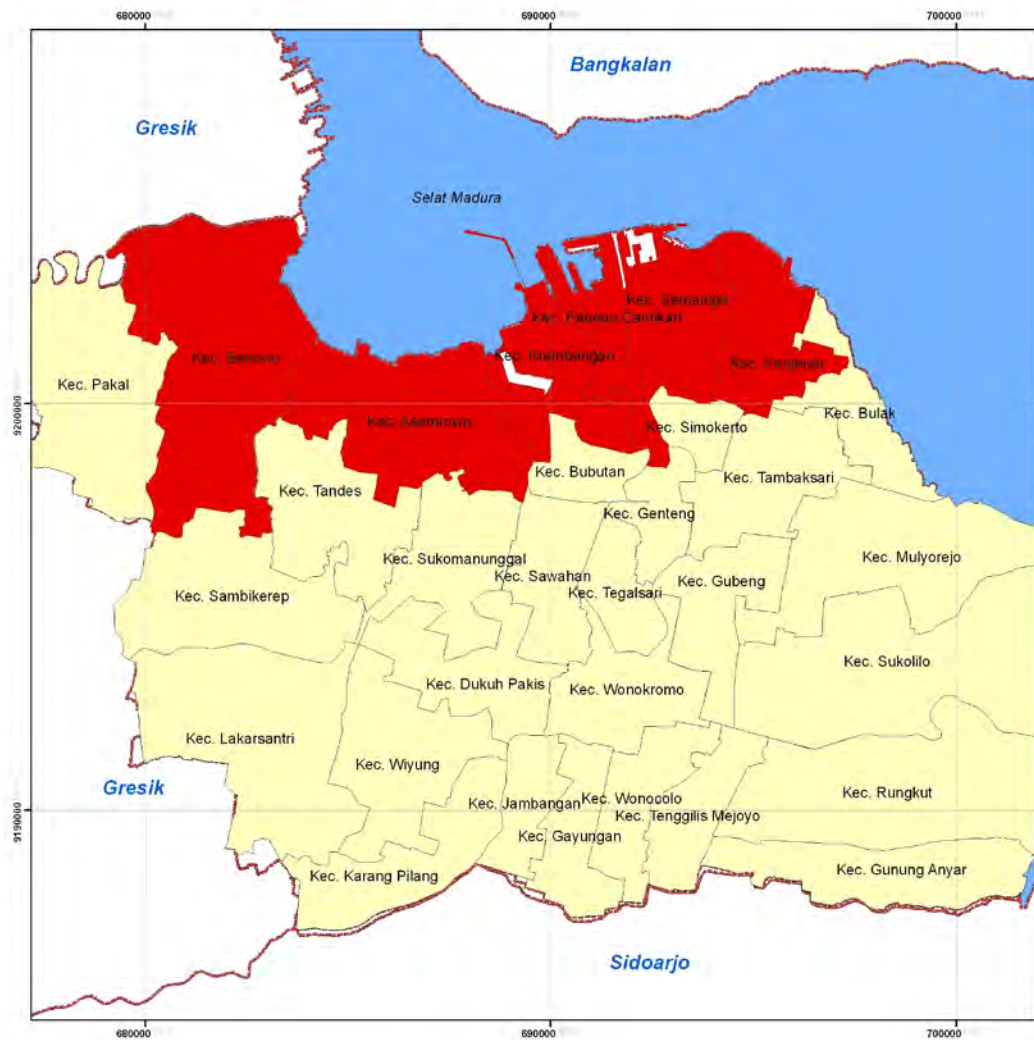 680000
690000
700000
Bangkalan
Gresik
Selat Madura
Kec. Semampir
Kec. Pabean Cantikan
Kec. Benowo
Kec. Krembangan
Kec. Kenjeran
Kec. Pakal
9200000
Kec. Asemrowo
Kec. Simokerto
Kec. Bulak
Kec. Bubutan
Kec. Tambaksari
Kec. Tandes
Kec. Genteng
Kec. Sukomanunggal
Kec. Mulyorejo
Kec. Sawahan
Kec. Gubeng
Kec. Sambikerep
Kec. Tegalsari
Kec. Sukolilo
Kec. Dukuh Pakis
Kec. Wonokromo
Kec. Lakarsantri
Kec. Wiyung
Gresik
Kec. Rungkut
Kec. Jambangan
Kec. Wonocolo
9190000
Kec. Tenggilis Mejoyo
Kec. Gayungan
Kec. Karang Pilang
Kec. Gunung Anyar
Sidoarjo
680000
690000
700000